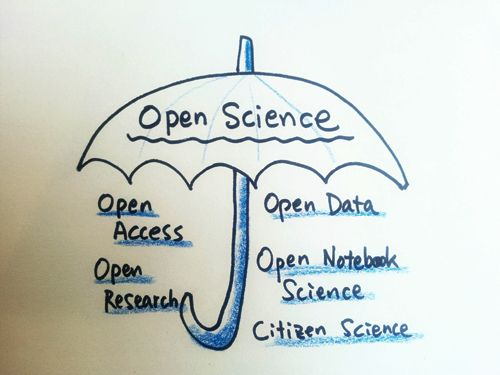 Open Science
Open
Access
Open
Research
Open Data
Open Notebook
Science
Citizen Science